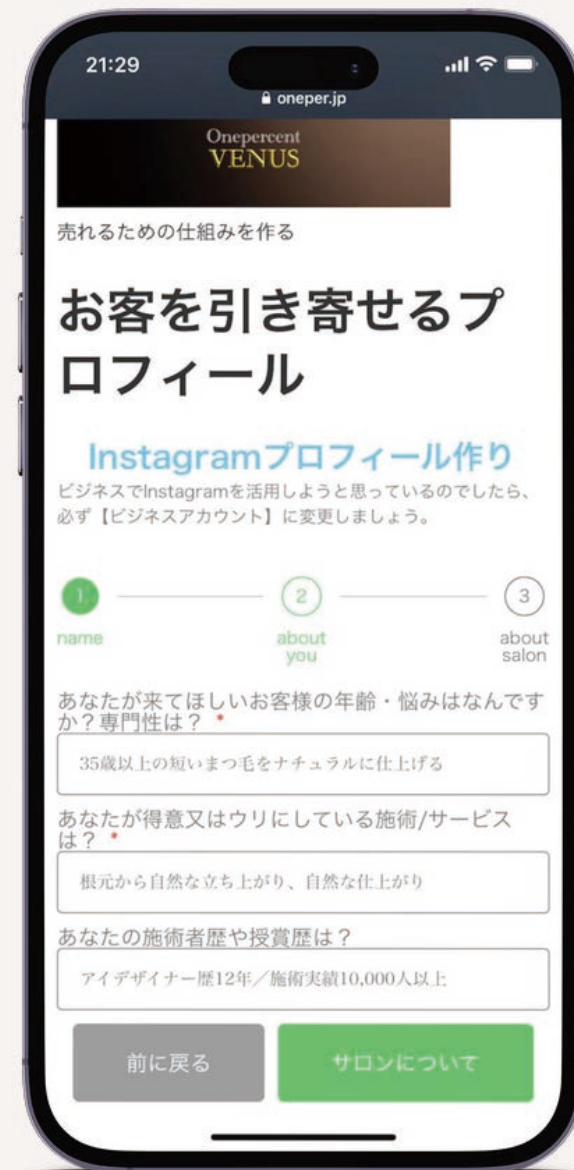 21:29
oneper.jp
Onepercent
VENUS
売れるための仕組みを作る
お客を引き寄せるプ
ロフィール
Instagramプロフィール作り
ビジネスでInstagramを活用しようと思っているのでしたら、
必ず【ビジネスアカウント】に変更しましょう。
1
2
3
name
about
you
about
salon
あなたが来てほしいお客様の年齢・悩みはなんです
か？専門性は？ *
35歳以上の短いまつ毛をナチュラルに仕上げる
あなたが得意又はウリにしている施術/サービス
は？ *
根元から自然な立ち上がり、自然な仕上がり
あなたの施術者歴や授賞歴は？
アイデザイナー歴12年／施術実績10,000人以上
前に戻る
サロンについて